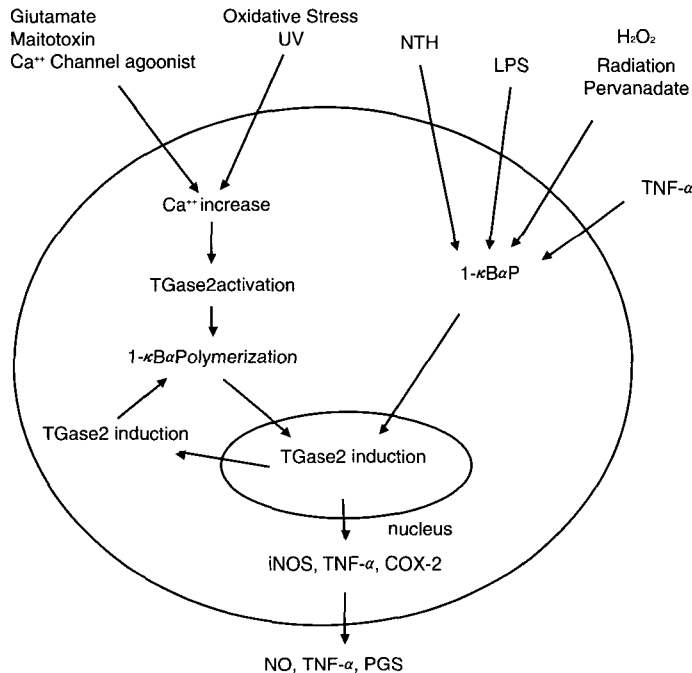 Glutamate
Maitotoxin
Ca⁺⁺ Channel agoonist
Oxidative Stress
UV
NTH
LPS
H₂O₂
Radiation
Pervanadate
TNF-α
Ca⁺⁺ increase
TGase2activation
1-κBαPolymerization
TGase2 induction
1-κBαP
TGase2 induction
nucleus
iNOS, TNF-α, COX-2
NO, TNF-α, PGS